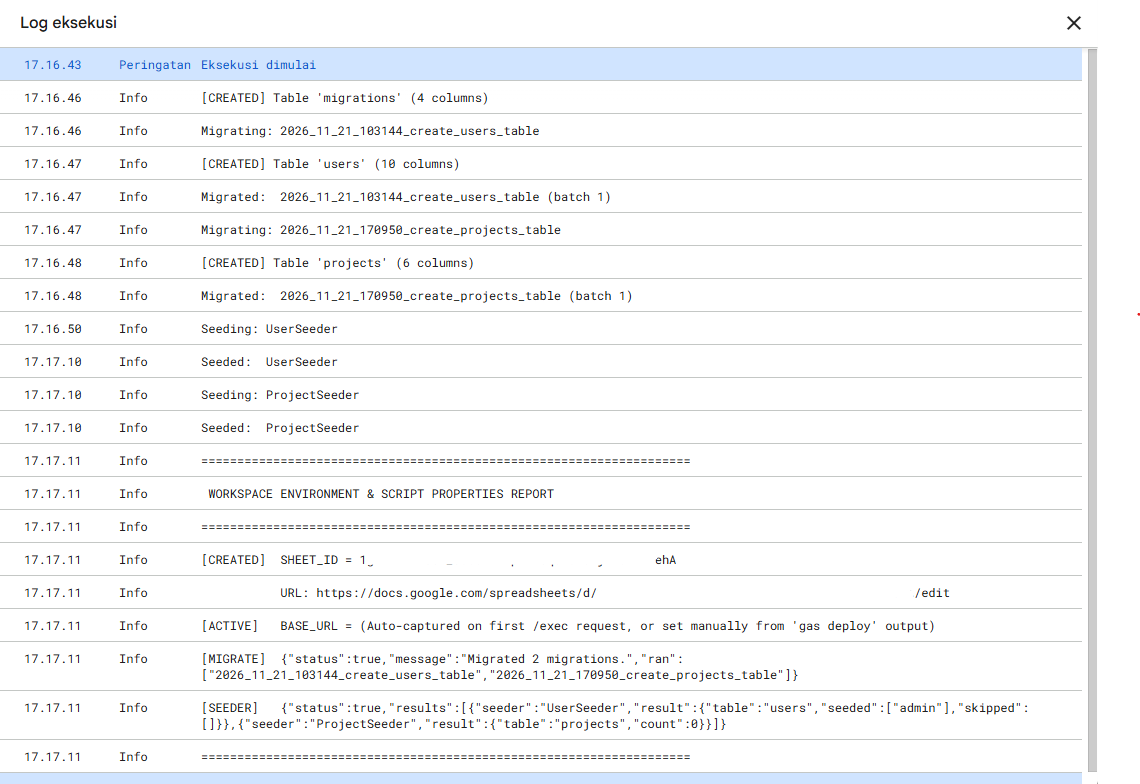 Log eksekusi
17.16.43 Peringatan Eksekusi dimulai
17.16.46 Info [CREATED] Table 'migrations' (4 columns)
17.16.46 Info Migrating: 2026_11_21_103144_create_users_table
17.16.47 Info [CREATED] Table 'users' (10 columns)
17.16.47 Info Migrated:  2026_11_21_103144_create_users_table (batch 1)
17.16.47 Info Migrating: 2026_11_21_170950_create_projects_table
17.16.48 Info [CREATED] Table 'projects' (6 columns)
17.16.48 Info Migrated:  2026_11_21_170950_create_projects_table (batch 1)
17.16.50 Info Seeding: UserSeeder
17.17.10 Info Seeded:  UserSeeder
17.17.10 Info Seeding: ProjectSeeder
17.17.10 Info Seeded:  ProjectSeeder
17.17.11 Info ====================================================================
17.17.11 Info WORKSPACE ENVIRONMENT & SCRIPT PROPERTIES REPORT
17.17.11 Info ====================================================================
17.17.11 Info [CREATED]  SHEET_ID = ehA
17.17.11 Info URL: https://docs.google.com/spreadsheets/d/ /edit
17.17.11 Info [ACTIVE]   BASE_URL = (Auto-captured on first /exec request, or set manually from 'gas deploy' output)
17.17.11 Info [MIGRATE]  {"status":true,"message":"Migrated 2 migrations.","ran":
["2026_11_21_103144_create_users_table","2026_11_21_170950_create_projects_table"]}
17.17.11 Info [SEEDER]   {"status":true,"results":[{"seeder":"UserSeeder","result":{"table":"users","seeded":["admin"],"skipped":
[]}},{"seeder":"ProjectSeeder","result":{"table":"projects","count":0}}]}
17.17.11 Info ====================================================================